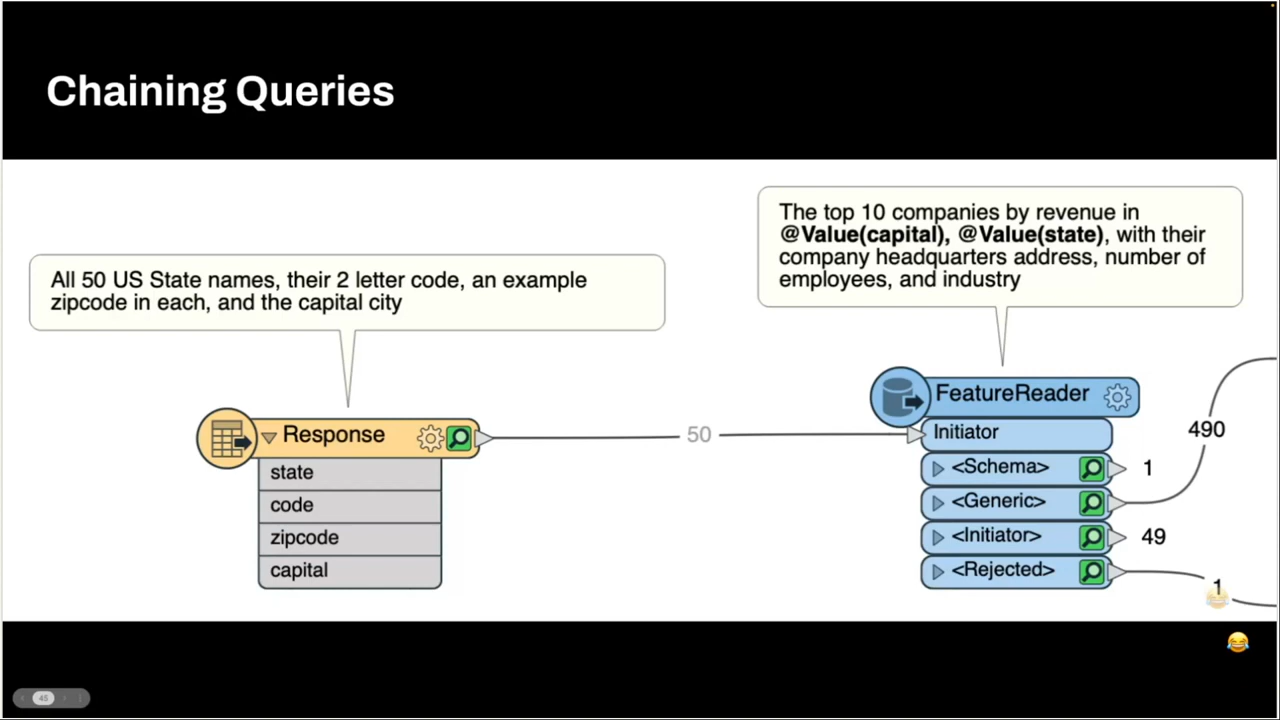 Chaining Queries
All 50 US State names, their 2 letter code, an example
zipcode in each, and the capital city
The top 10 companies by revenue in
@Value(capital), @Value(state), with their
company headquarters address, number of
employees, and industry
Response
state
code
zipcode
capital
50
FeatureReader
Initiator
<Schema>
1
<Generic>
490
<Initiator>
49
<Rejected>
1
45